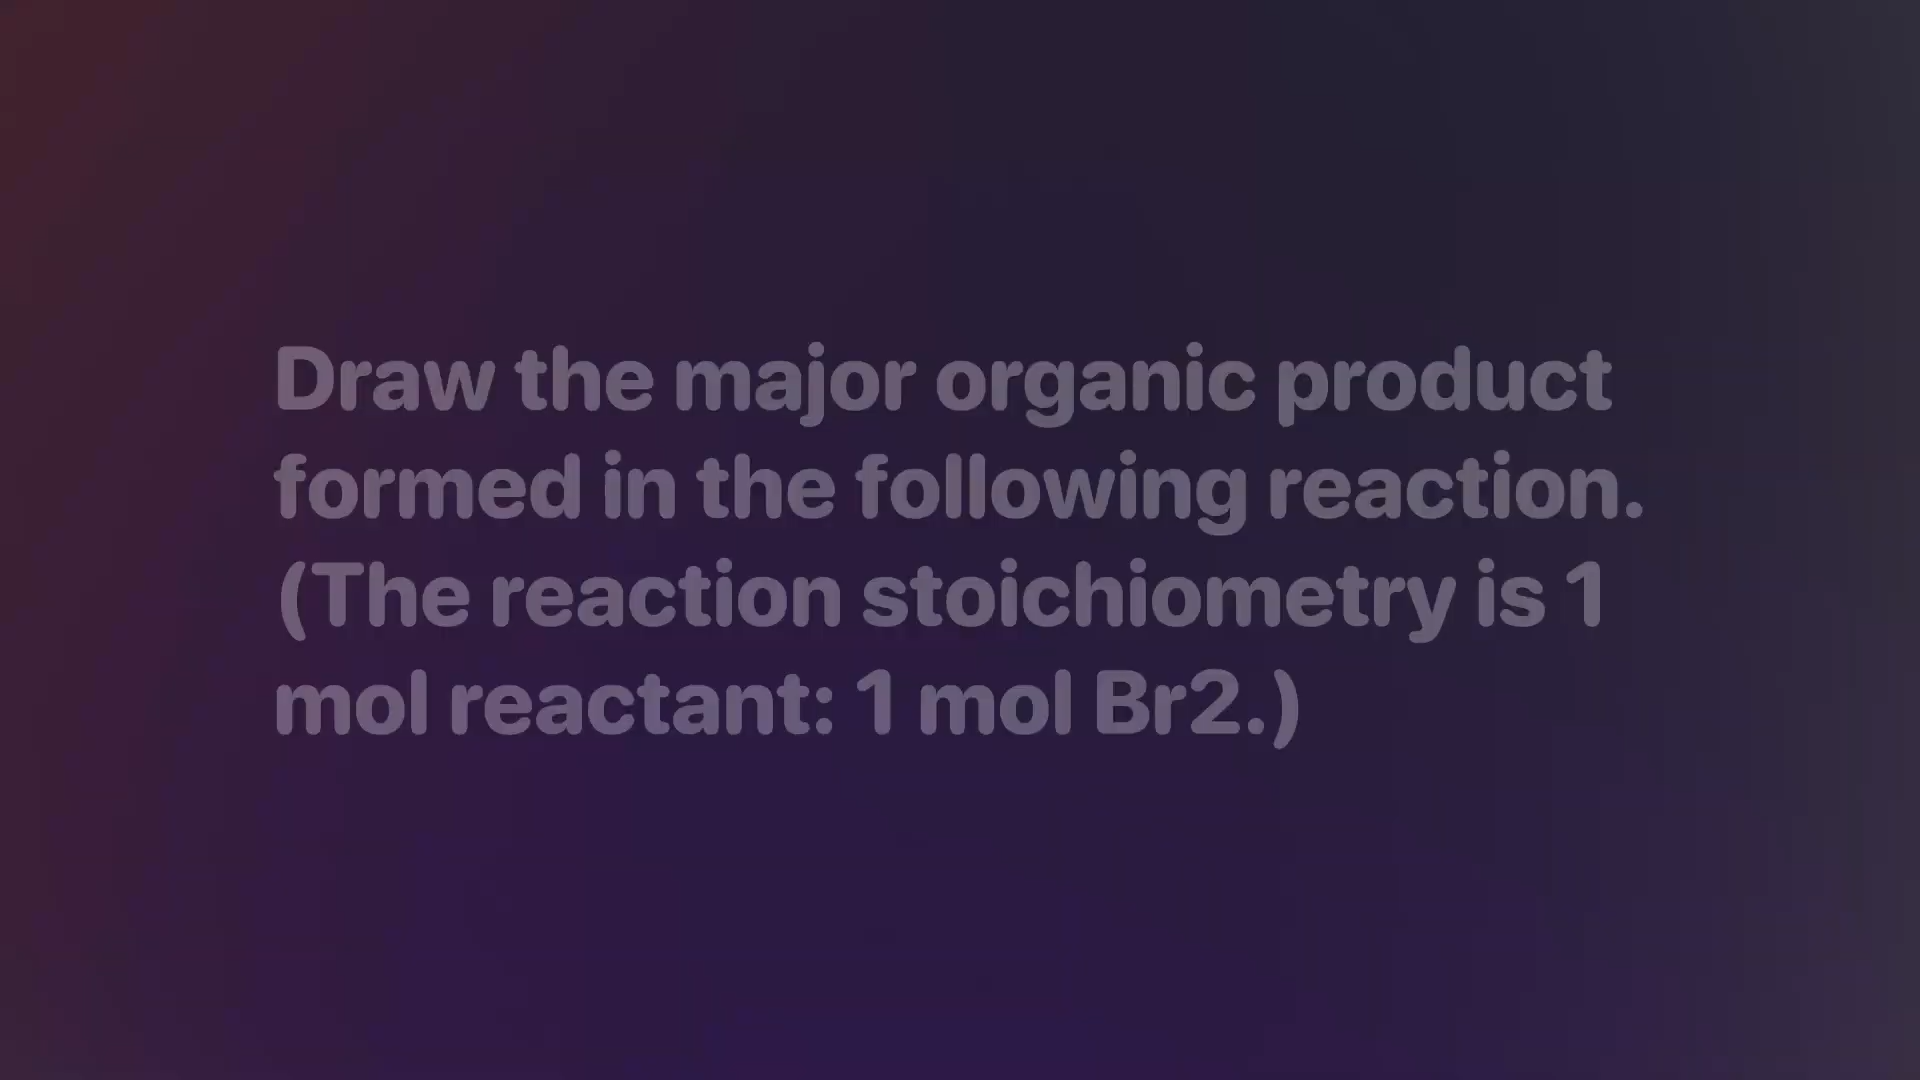 Draw the major organic product
formed in the following reaction.
(The reaction stoichiometry is 1
mol reactant: 1 mol Br2.)